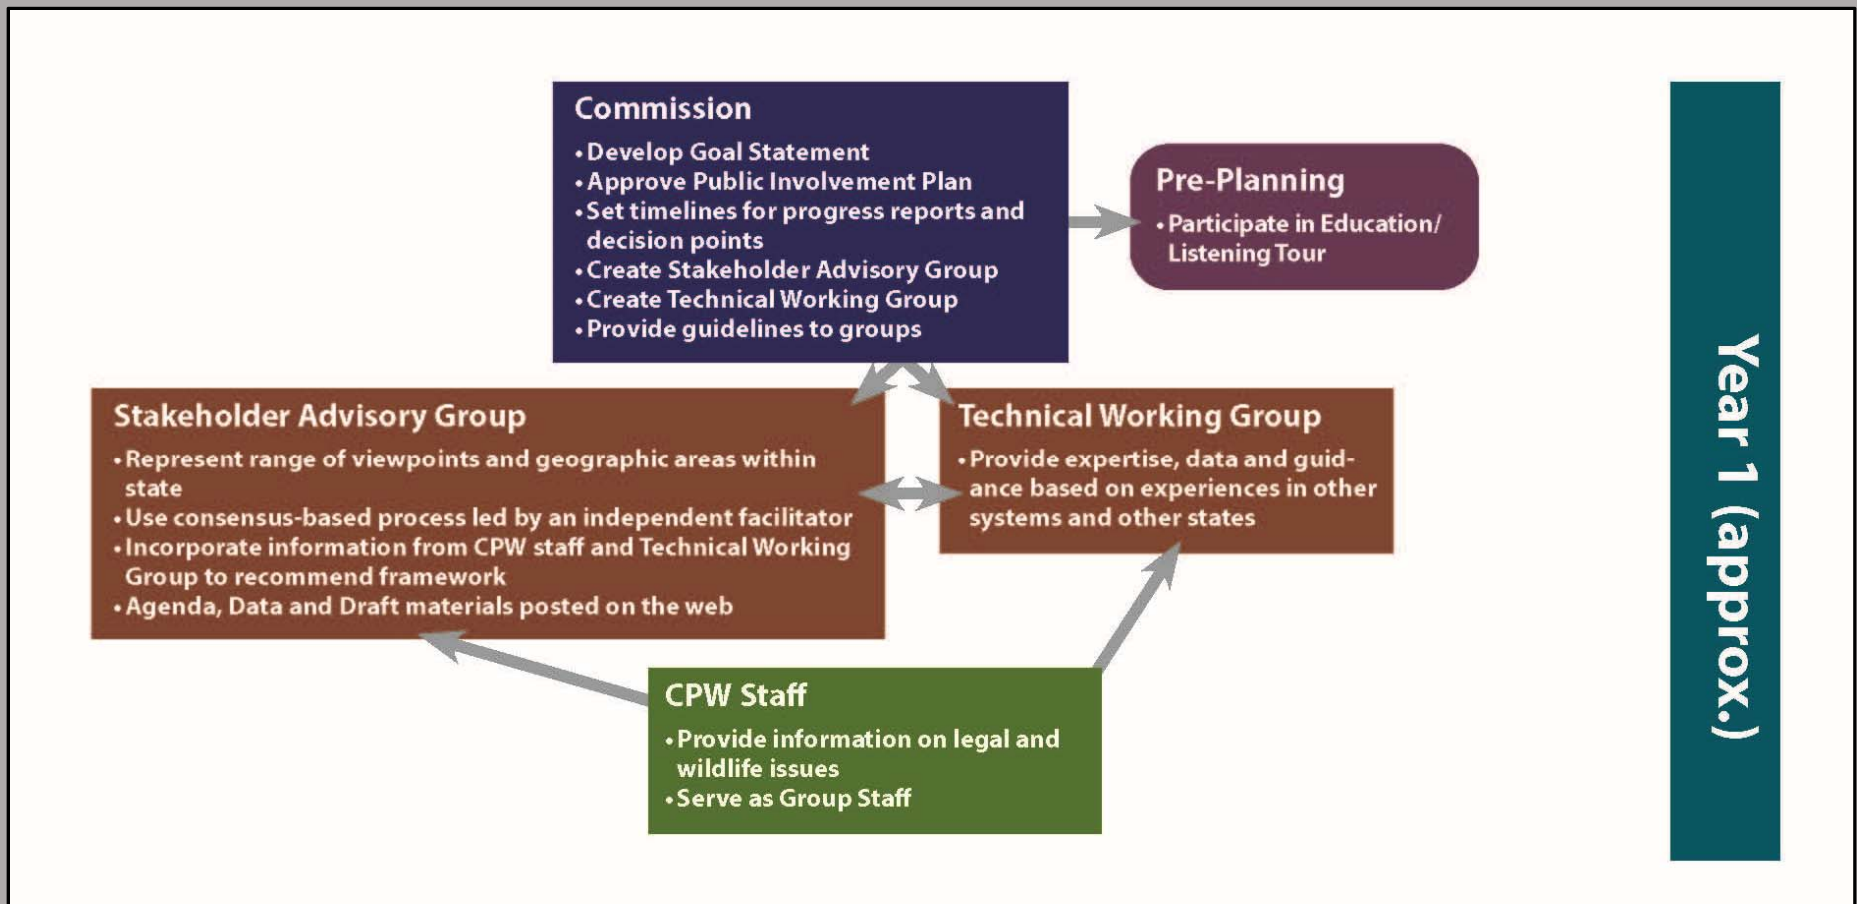 Commission
• Develop Goal Statement
• Approve Public Involvement Plan
• Set timelines for progress reports and
decision points
• Create Stakeholder Advisory Group
• Create Technical Working Group
• Provide guidelines to groups
Pre-Planning
• Participate in Education/
Listening Tour
Stakeholder Advisory Group
• Represent range of viewpoints and geographic areas within
state
• Use consensus-based process led by an independent facilitator
• Incorporate information from CPW staff and Technical Working
Group to recommend framework
• Agenda, Data and Draft materials posted on the web
Technical Working Group
• Provide expertise, data and guid-
ance based on experiences in other
systems and other states
CPW Staff
• Provide information on legal and
wildlife issues
• Serve as Group Staff
Year 1 (approx.)